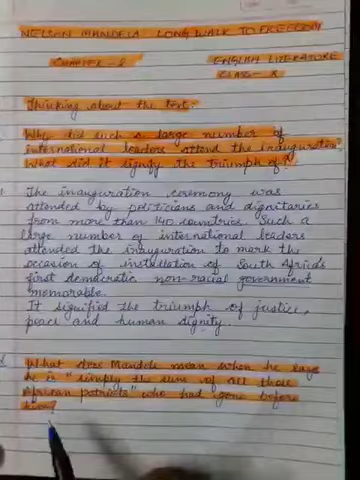 NELSON MANDELA LONG WALK TO FREEDOM
CHAPTER-2 ENGLISH LITERATURE
CLASS-X
Thinking about the text:
Why did such a large number of
international leaders attend the inauguration?
What did it signify the triumph of?
The inauguration ceremony was
attended by politicians and dignitaries
from more than 140 countries. Such a
large number of international leaders
attended the inauguration to mark the
occasion of installation of South Africa's
first democratic non-racial government
memorable.
It signified the triumph of justice,
peace and human dignity.
What does Mandela mean when he says
he is "simply the sum of all those
African patriots" who had gone before
him?